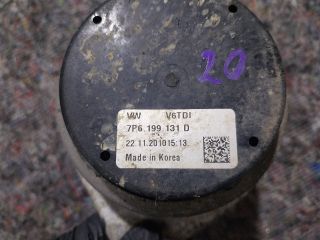 20
VW V6TDI
7P6 199 131 D
22.11.2010 15:13
Made in Korea